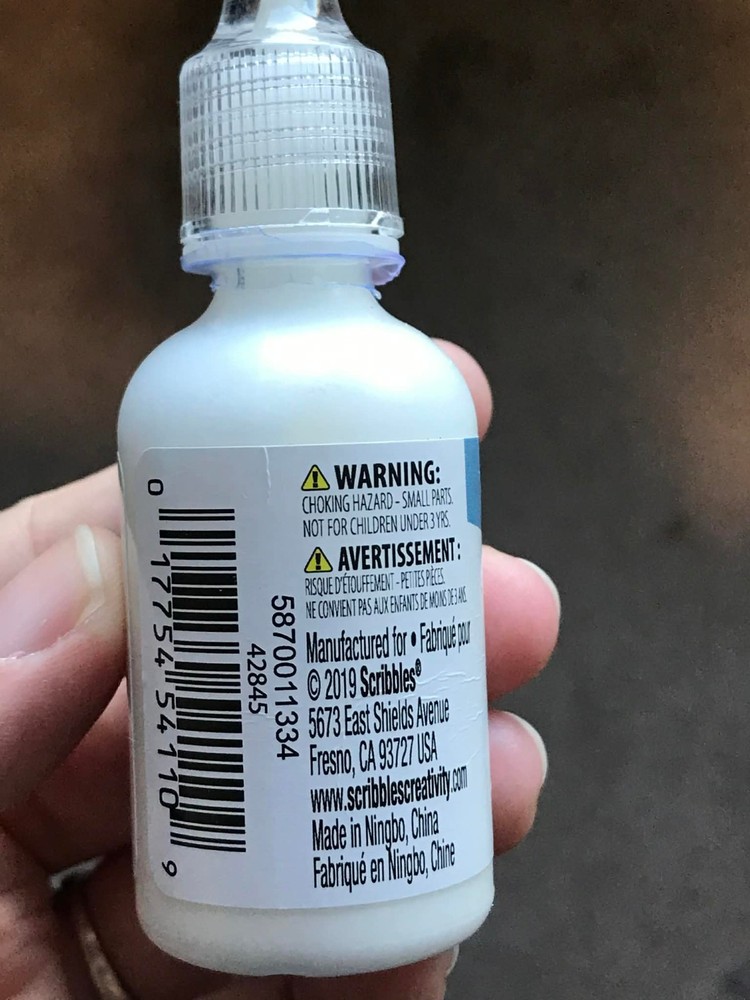 WARNING:
CHOKING HAZARD - SMALL PARTS.
NOT FOR CHILDREN UNDER 3 YRS.
AVERTISSEMENT :
RISQUE D'ÉTOUFFEMENT - PETITES PIÈCES.
NE CONVIENT PAS AUX ENFANTS DE MOINS DE 3 ANS.
Manufactured for • Fabriqué pour
© 2019 Scribbles®
5673 East Shields Avenue
Fresno, CA 93727 USA
www.scribblescreativity.com
Made in Ningbo, China
Fabriqué en Ningbo, Chine
5870011334
42845
0 17754 54110 9